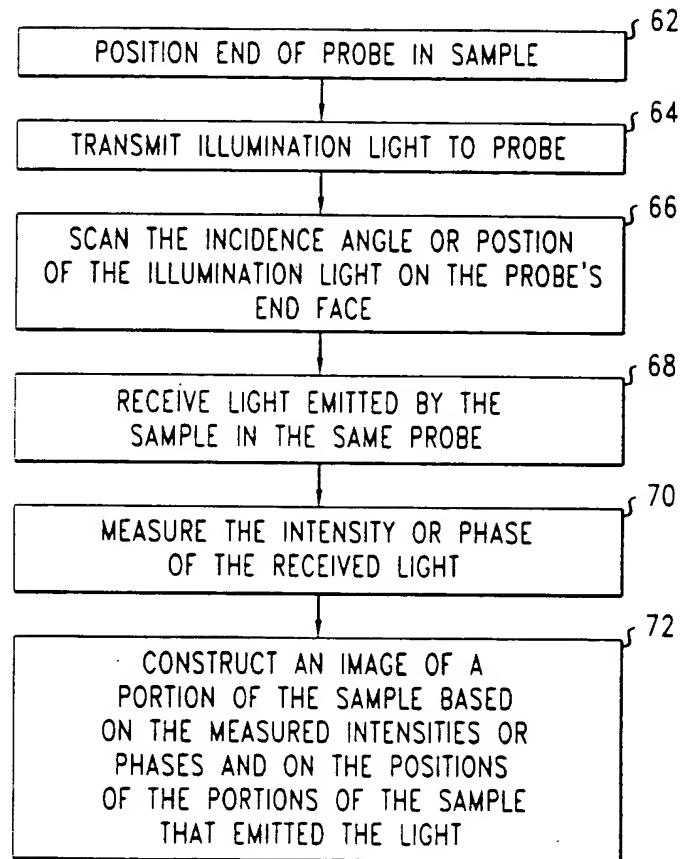 62
POSITION END OF PROBE IN SAMPLE
64
TRANSMIT ILLUMINATION LIGHT TO PROBE
66
SCAN THE INCIDENCE ANGLE OR POSTION
OF THE ILLUMINATION LIGHT ON THE PROBE'S
END FACE
68
RECEIVE LIGHT EMITTED BY THE
SAMPLE IN THE SAME PROBE
70
MEASURE THE INTENSITY OR PHASE
OF THE RECEIVED LIGHT
72
CONSTRUCT AN IMAGE OF A
PORTION OF THE SAMPLE BASED
ON THE MEASURED INTENSITIES OR
PHASES AND ON THE POSITIONS
OF THE PORTIONS OF THE SAMPLE
THAT EMITTED THE LIGHT